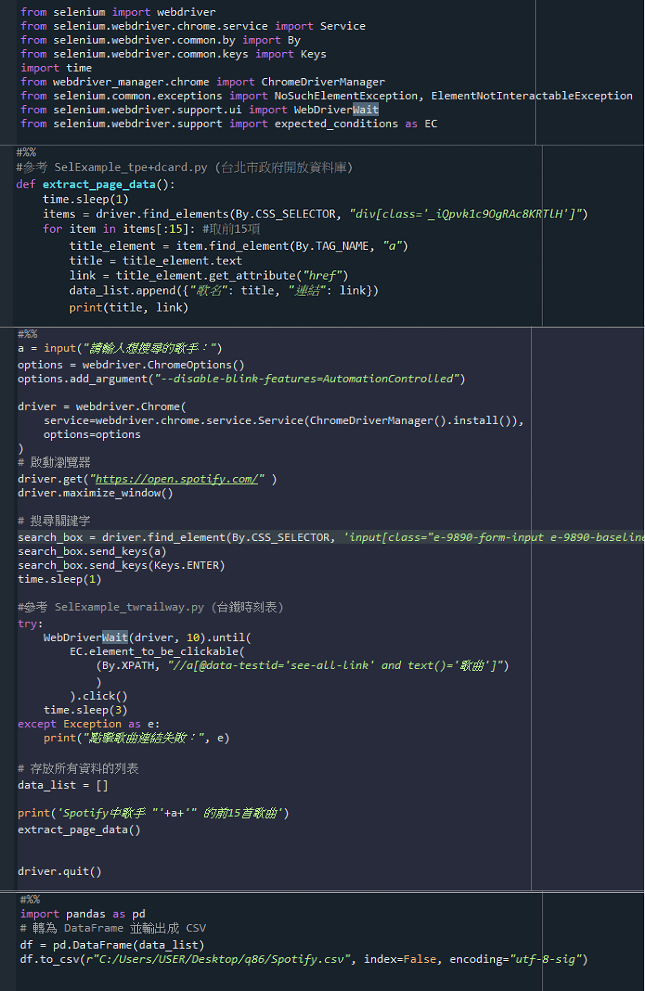 from selenium import webdriver
from selenium.webdriver.chrome.service import Service
from selenium.webdriver.common.by import By
from selenium.webdriver.common.keys import Keys
import time
from webdriver_manager.chrome import ChromeDriverManager
from selenium.common.exceptions import NoSuchElementException, ElementNotInteractableException
from selenium.webdriver.support.ui import WebDriverWait
from selenium.webdriver.support import expected_conditions as EC
#%%
#參考 SelExample_tpe+dcard.py (台北市政府開放資料庫)
def extract_page_data():
    time.sleep(1)
    items = driver.find_elements(By.CSS_SELECTOR, "div[class='_iQpvk1c9OgRAc8KRTlH']")
    for item in items[:15]: #取前15項
        title_element = item.find_element(By.TAG_NAME, "a")
        title = title_element.text
        link = title_element.get_attribute("href")
        data_list.append({"歌名": title, "連結": link})
        print(title, link)
#%%
a = input("請輸入想搜尋的歌手：")
options = webdriver.ChromeOptions()
options.add_argument("--disable-blink-features=AutomationControlled")
driver = webdriver.Chrome(
    service=webdriver.chrome.service.Service(ChromeDriverManager().install()),
    options=options
)
# 啟動瀏覽器
driver.get("https://open.spotify.com/" )
driver.maximize_window()
# 搜尋關鍵字
search_box = driver.find_element(By.CSS_SELECTOR, 'input[class="e-9890-form-input e-9890-baseline
search_box.send_keys(a)
search_box.send_keys(Keys.ENTER)
time.sleep(1)
#參考 SelExample_twrailway.py (台鐵時刻表)
try:
    WebDriverWait(driver, 10).until(
        EC.element_to_be_clickable(
            (By.XPATH, "//a[@data-testid='see-all-link' and text()='歌曲']")
            )
        ).click()
    time.sleep(3)
except Exception as e:
    print("點擊歌曲連結失敗：", e)
# 存放所有資料的列表
data_list = []
print('Spotify中歌手 "'+a+'" 的前15首歌曲')
extract_page_data()
driver.quit()
#%%
import pandas as pd
# 轉為 DataFrame 並輸出成 CSV
df = pd.DataFrame(data_list)
df.to_csv(r"C:/Users/USER/Desktop/q86/Spotify.csv", index=False, encoding="utf-8-sig")